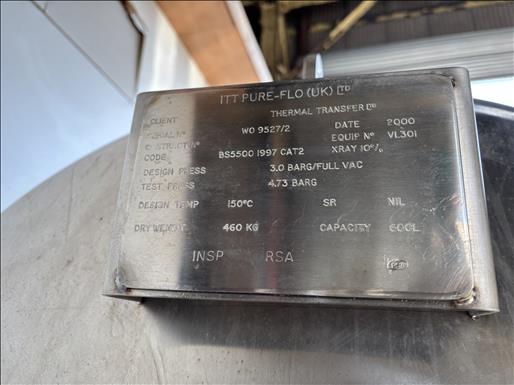 ITT PURE-FLO (UK) LTD
CLIENT THERMAL TRANSFER LTD
SERIAL Nº WO 9527/2 DATE 2000
CONSTRUCT Nº EQUIP Nº VL301
CODE BS5500 1997 CAT2 XRAY 10%
DESIGN PRESS 3.0 BARG/FULL VAC
TEST PRESS 4.73 BARG
DESIGN TEMP 150°C SR NIL
DRY WEIGHT 460 KG CAPACITY 600L
INSP RSA